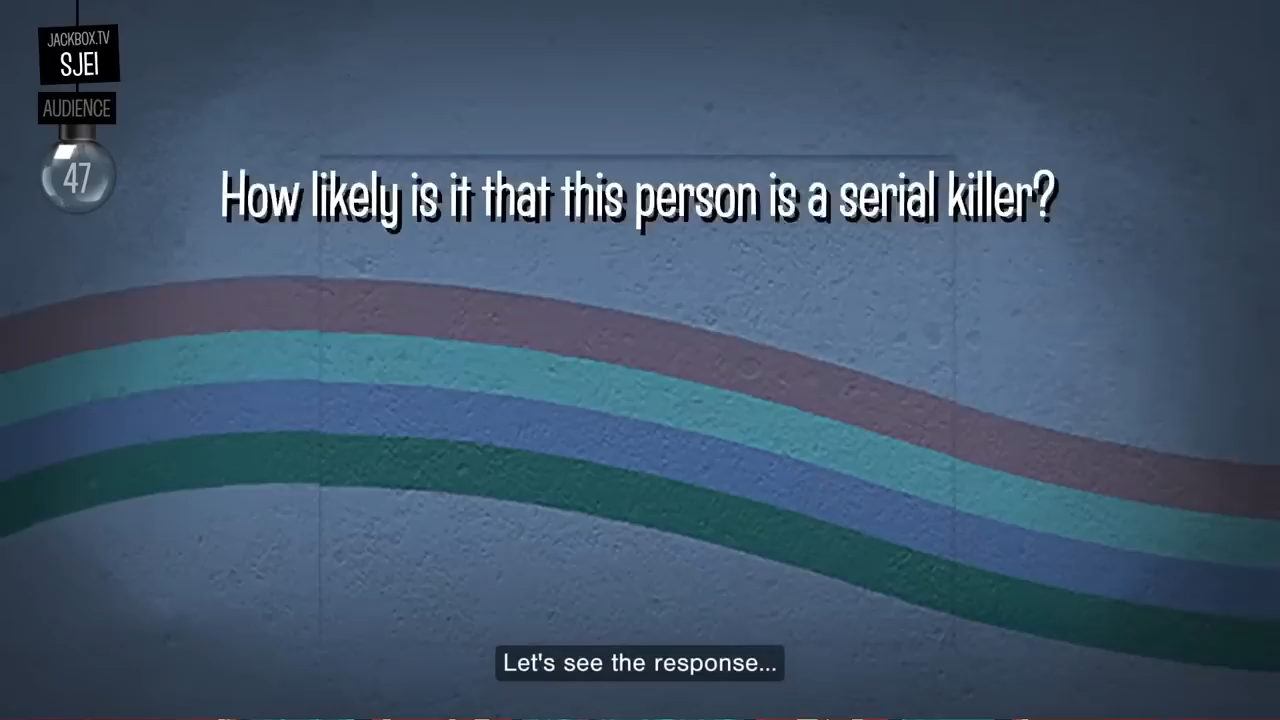 JACKBOX.TV
SJEI
AUDIENCE
47
How likely is it that this person is a serial killer?
Let's see the response...